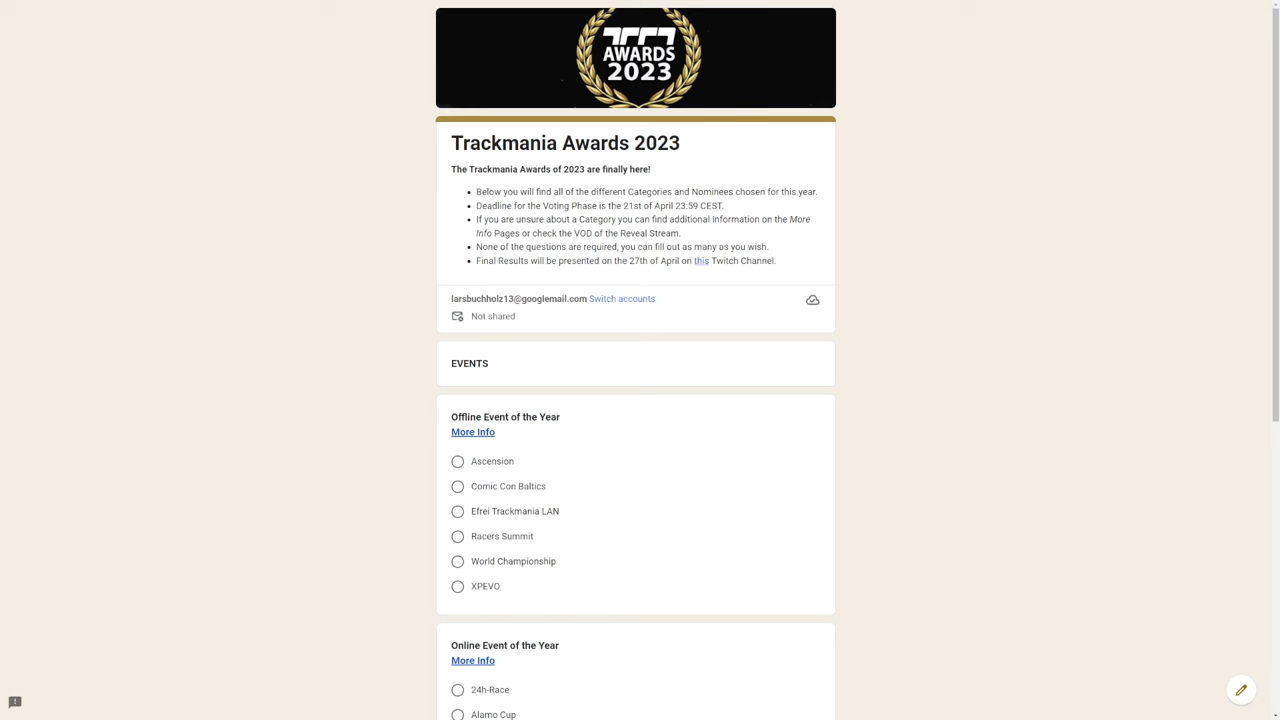 AWARDS
2023
Trackmania Awards 2023
The Trackmania Awards of 2023 are finally here!
Below you will find all of the different Categories and Nominees chosen for this year.
Deadline for the Voting Phase is the 21st of April 23:59 CEST.
If you are unsure about a Category you can find additional Information on the More
Info Pages or check the VOD of the Reveal Stream.
None of the questions are required, you can fill out as many as you wish.
Final Results will be presented on the 27th of April on this Twitch Channel.
larsbuchholz13@googlemail.com Switch accounts
Not shared
EVENTS
Offline Event of the Year
More Info
Ascension
Comic Con Baltics
Efrei Trackmania LAN
Racers Summit
World Championship
XPEVO
Online Event of the Year
More Info
24h-Race
Alamo Cup